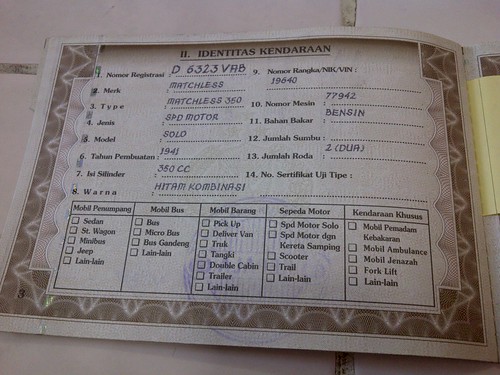 II. IDENTITAS KENDARAAN
1. Nomor Registrasi : D 6323 VAB
2. Merk : MATCHLESS
3. Type : MATCHLESS 350
4. Jenis : SPD MOTOR
5. Model : SOLO
6. Tahun Pembuatan : 1941
7. Isi Silinder : 350 CC
8. Warna : HITAM KOMBINASI
9. Nomor Rangka/NIK/VIN :
19640
10. Nomor Mesin : 77942
11. Bahan Bakar : BENSIN
12. Jumlah Sumbu :
13. Jumlah Roda : 2 (DUA)
14. No. Sertifikat Uji Tipe :
Mobil Penumpang
Sedan
St. Wagon
Minibus
Jeep
Lain-lain
Mobil Bus
Bus
Micro Bus
Bus Gandeng
Lain-lain
Mobil Barang
Pick Up
Deliver Van
Truk
Tangki
Double Cabin
Trailer
Lain-lain
Sepeda Motor
Spd Motor Solo
Spd Motor dgn
Kereta Samping
Scooter
Trail
Lain-lain
Kendaraan Khusus
Mobil Pemadam
Kebakaran
Mobil Ambulance
Mobil Jenazah
Fork Lift
Lain-lain
3